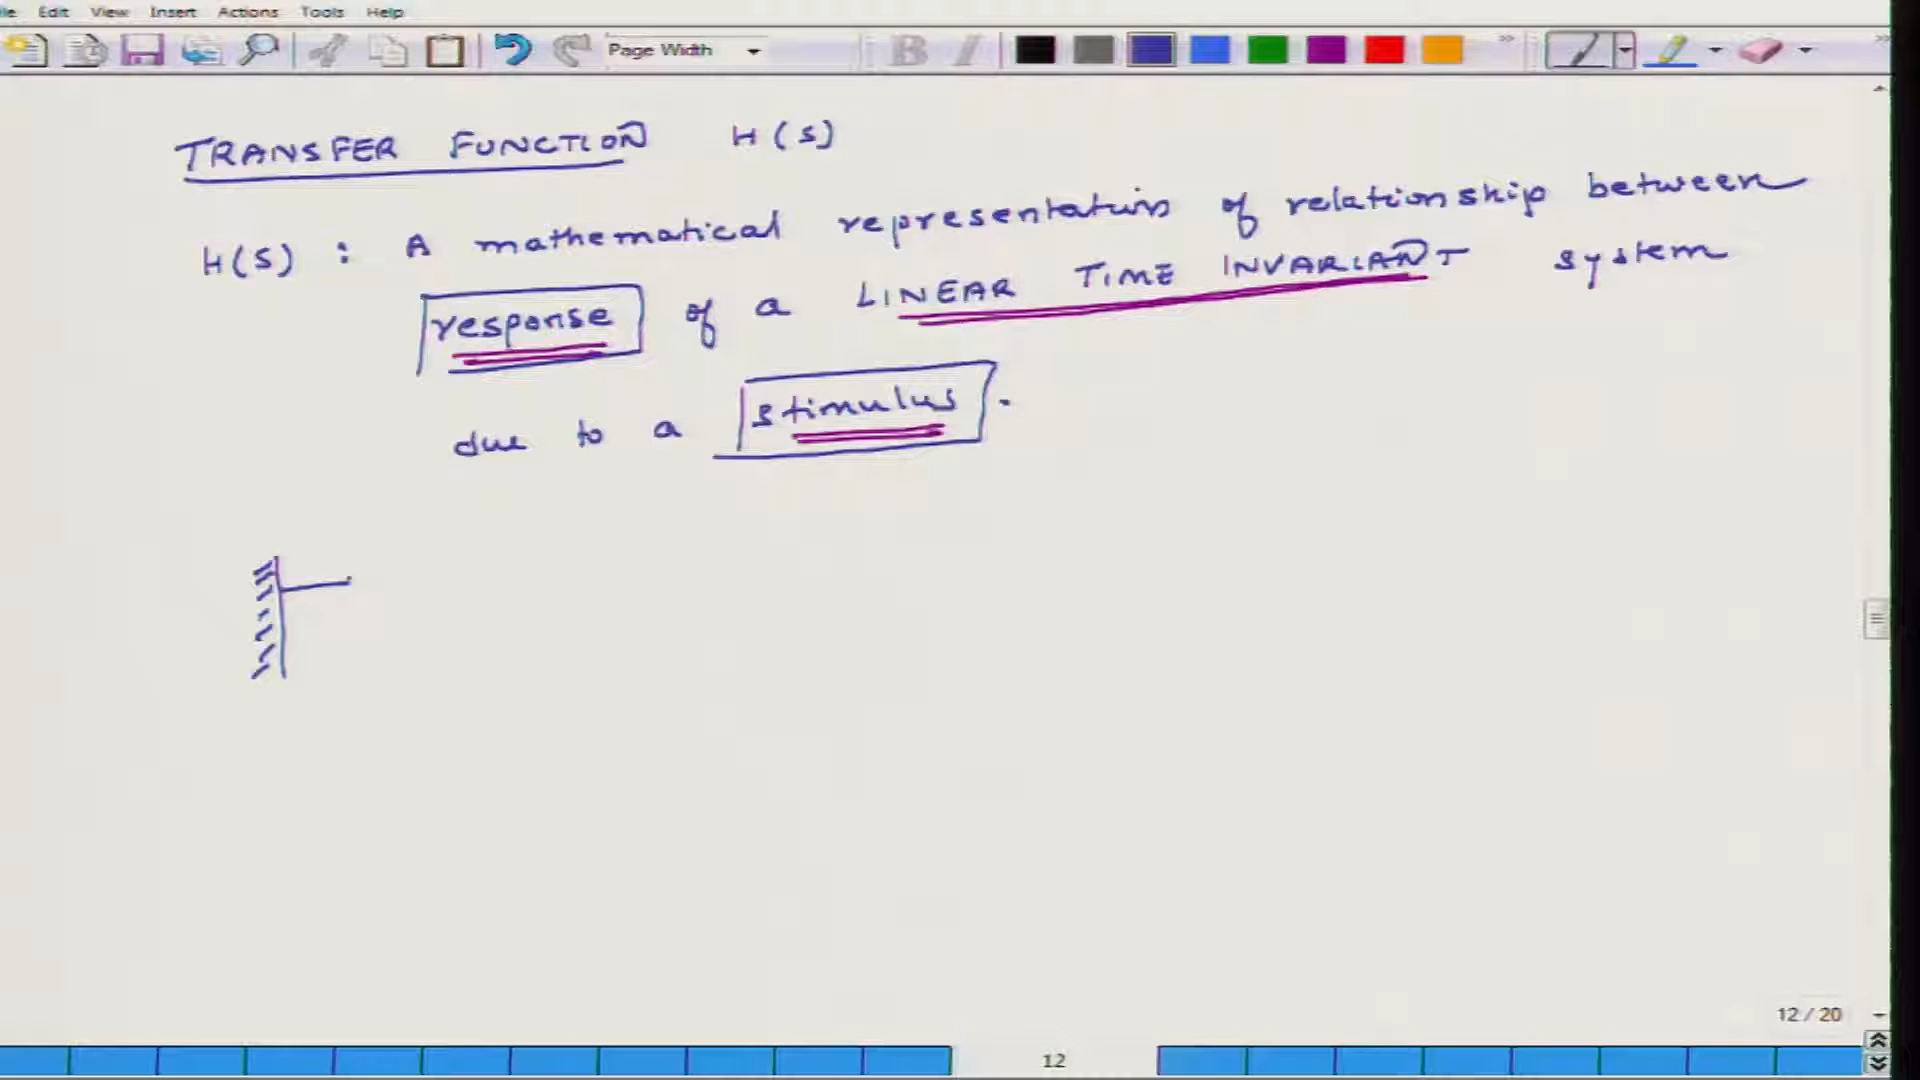 File Edit View Insert Actions Tools Help
Page Width
B I
TRANSFER FUNCTION H(S)
H(S) : A mathematical representation of relationship between
response of a LINEAR TIME INVARIANT system
due to a stimulus.
12 / 20
12